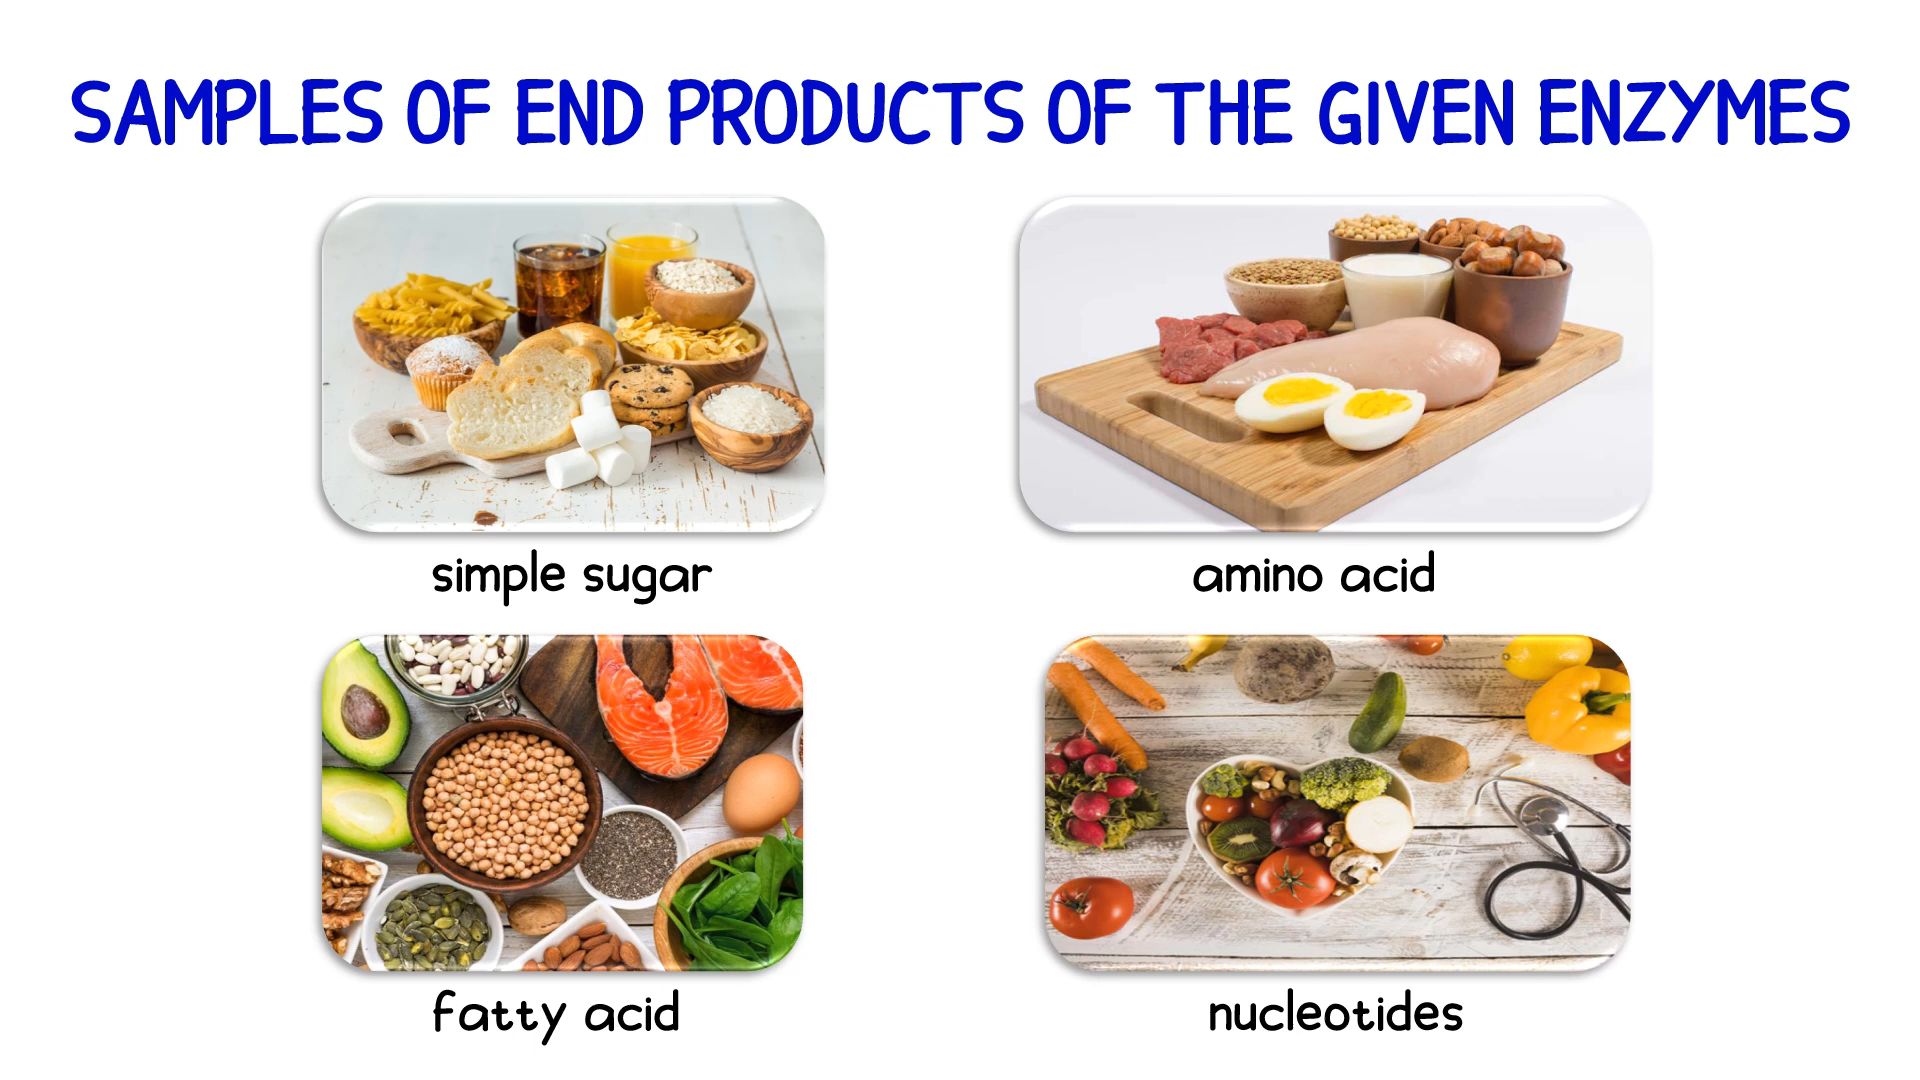 SAMPLES OF END PRODUCTS OF THE GIVEN ENZYMES
simple sugar
amino acid
fatty acid
nucleotides